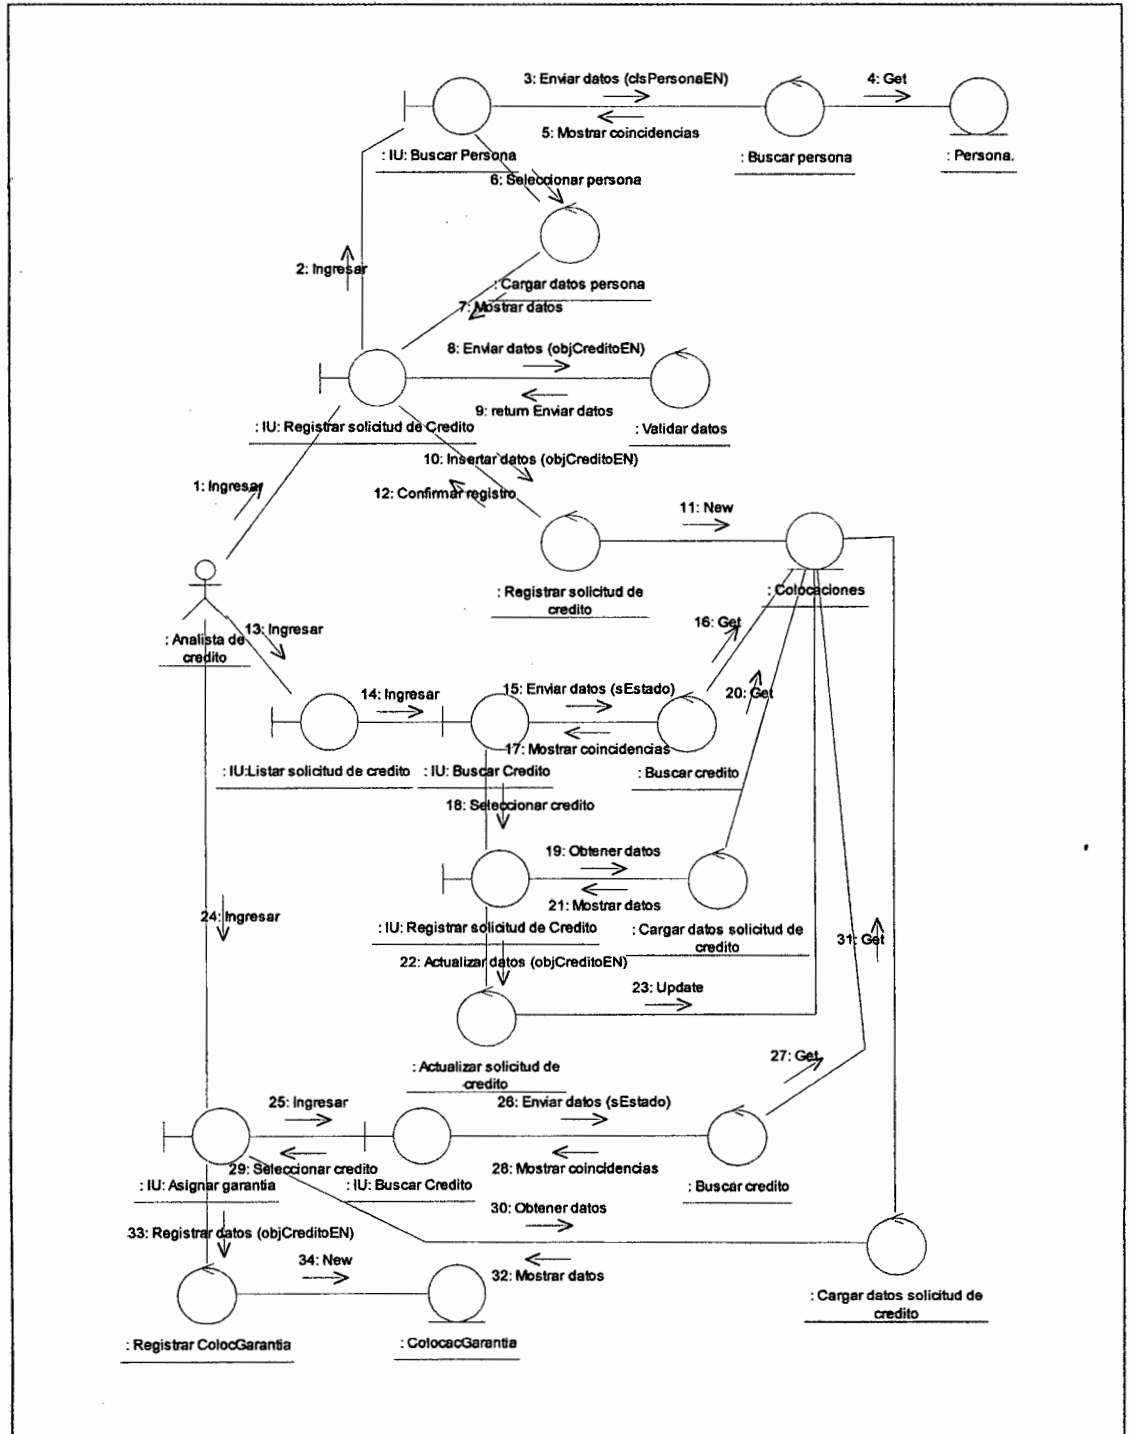 3: Enviar datos (clsPersonaEN)
4: Get
5: Mostrar coincidencias
: IU: Buscar Persona
: Buscar persona
: Persona.
6: Seleccionar persona
2: Ingresar
: Cargar datos persona
7: Mostrar datos
8: Enviar datos (objCreditoEN)
9: return Enviar datos
: IU: Registrar solicitud de Credito
: Validar datos
10: Insertar datos (objCreditoEN)
1: Ingresar
12: Confirmar registro
11: New
: Registrar solicitud de
credito
: Colocaciones
16: Get
13: Ingresar
: Analista de
credito
14: Ingresar
15: Enviar datos (sEstado)
20: Get
17: Mostrar coincidencias
: IU:Listar solicitud de credito
: IU: Buscar Credito
: Buscar credito
18: Seleccionar credito
19: Obtener datos
21: Mostrar datos
24: Ingresar
: IU: Registrar solicitud de Credito
: Cargar datos solicitud de
credito
31: Get
22: Actualizar datos (objCreditoEN)
23: Update
: Actualizar solicitud de
credito
27: Get
25: Ingresar
26: Enviar datos (sEstado)
29: Seleccionar credito
28: Mostrar coincidencias
: IU: Asignar garantia
: IU: Buscar Credito
: Buscar credito
30: Obtener datos
33: Registrar datos (objCreditoEN)
34: New
32: Mostrar datos
: Cargar datos solicitud de
credito
: Registrar ColocGarantia
: ColocacGarantia